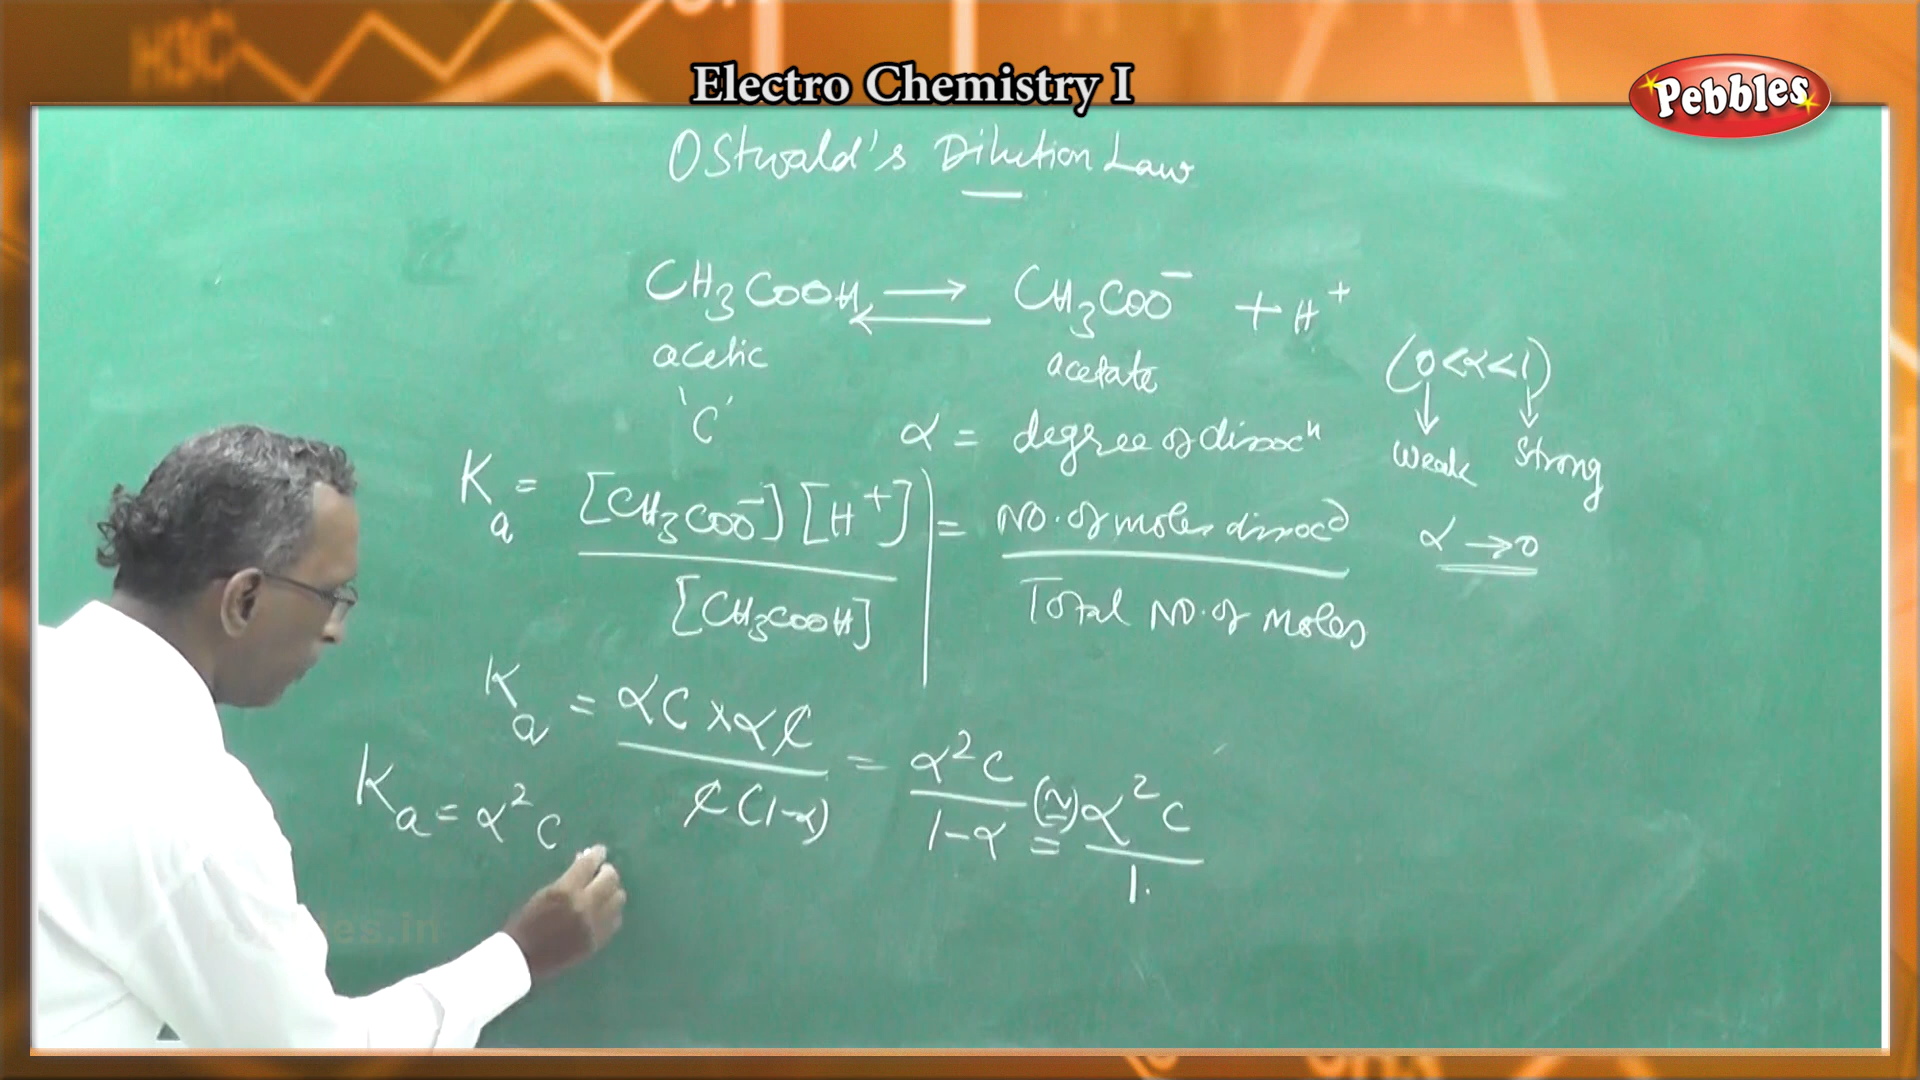 H3C
Electro Chemistry I
Pebbles
Ostwald's Dilution Law
CH₃COOH ⇌ CH₃COO⁻ + H⁺
acetic acetate
(0<α<1)
'C'
α = degree of dissocⁿ
weak Strong
Kₐ = [CH₃COO⁻][H⁺] / [CH₃COOH]
= NO. of moles dissocᵈ / Total NO. of moles
α → 0
Kₐ = αC × αC / C(1-α) = α²C / 1-α (≃) = α²C / 1.
Kₐ = α²C